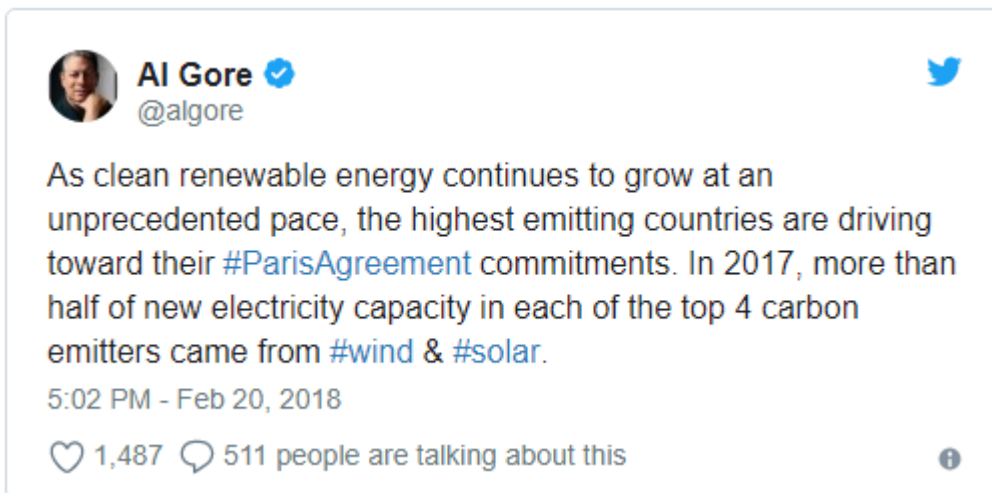 Al Gore
@algore
As clean renewable energy continues to grow at an
unprecedented pace, the highest emitting countries are driving
toward their #ParisAgreement commitments. In 2017, more than
half of new electricity capacity in each of the top 4 carbon
emitters came from #wind & #solar.
5:02 PM - Feb 20, 2018
1,487 511 people are talking about this